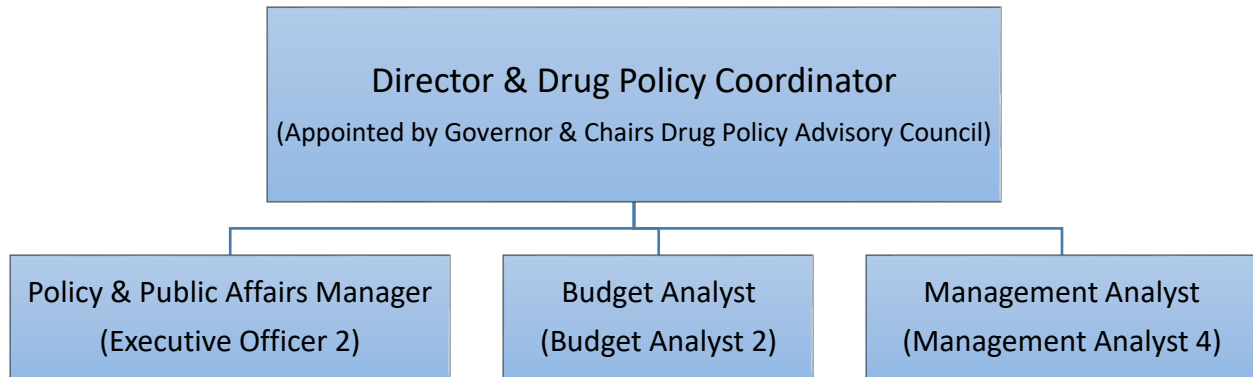 Director & Drug Policy Coordinator
(Appointed by Governor & Chairs Drug Policy Advisory Council)
Policy & Public Affairs Manager
(Executive Officer 2)
Budget Analyst
(Budget Analyst 2)
Management Analyst
(Management Analyst 4)